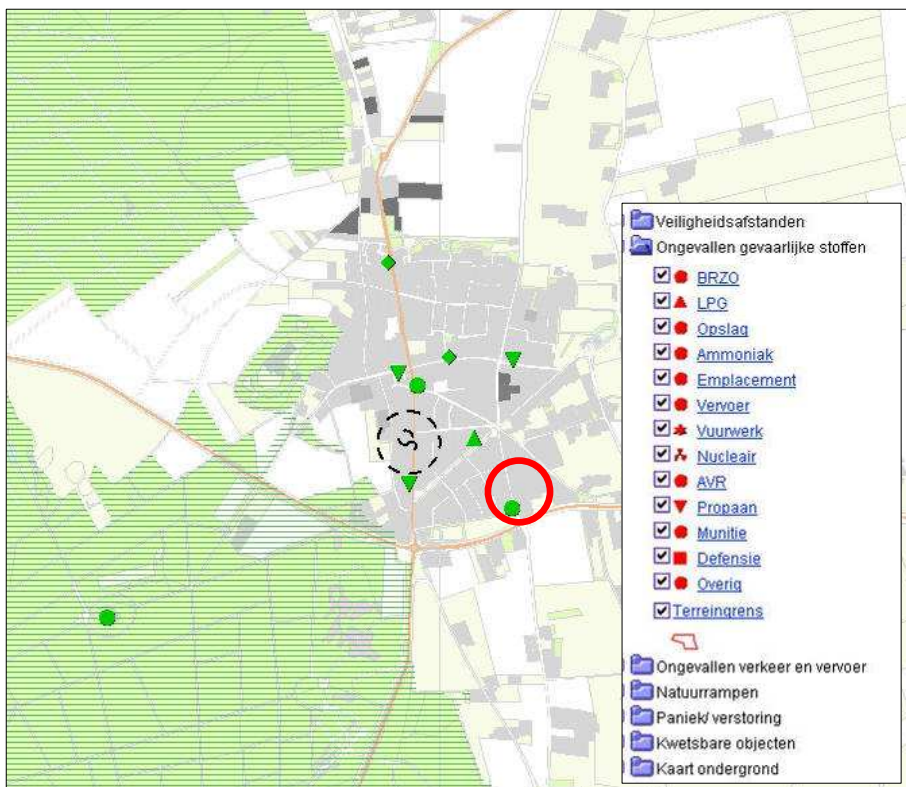 Veiligheidsafstanden
Ongevallen gevaarlijke stoffen
BRZO
LPG
Opslag
Ammoniak
Emplacement
Vervoer
Vuurwerk
Nucleair
AVR
Propaan
Munitie
Defensie
Overig
Terreingrens
Ongevallen verkeer en vervoer
Natuurrampen
Paniek/ verstoring
Kwetsbare objecten
Kaart ondergrond